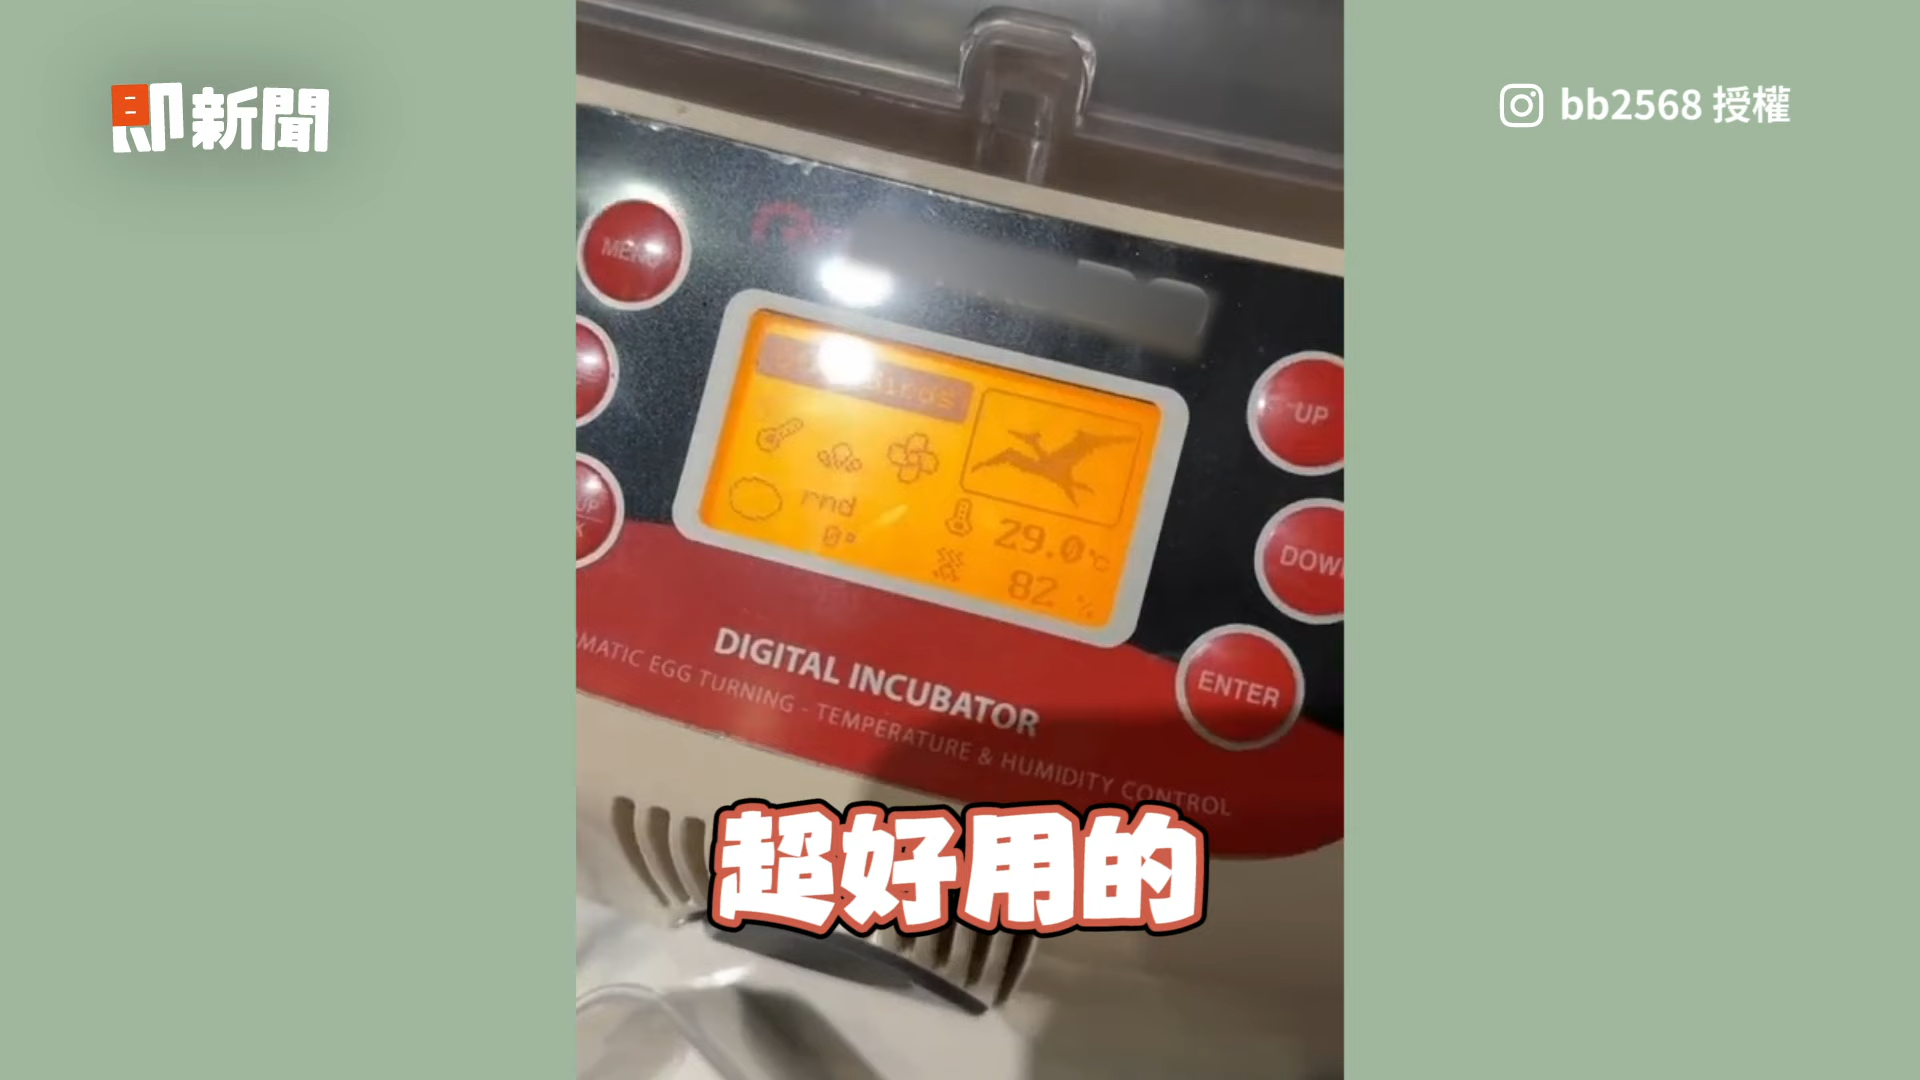 即新聞
bb2568 授權
MENU
UP
rnd
0°
29.0°C
82 %
DOW
ENTER
DIGITAL INCUBATOR
MATIC EGG TURNING - TEMPERATURE & HUMIDITY CONTROL
超好用的